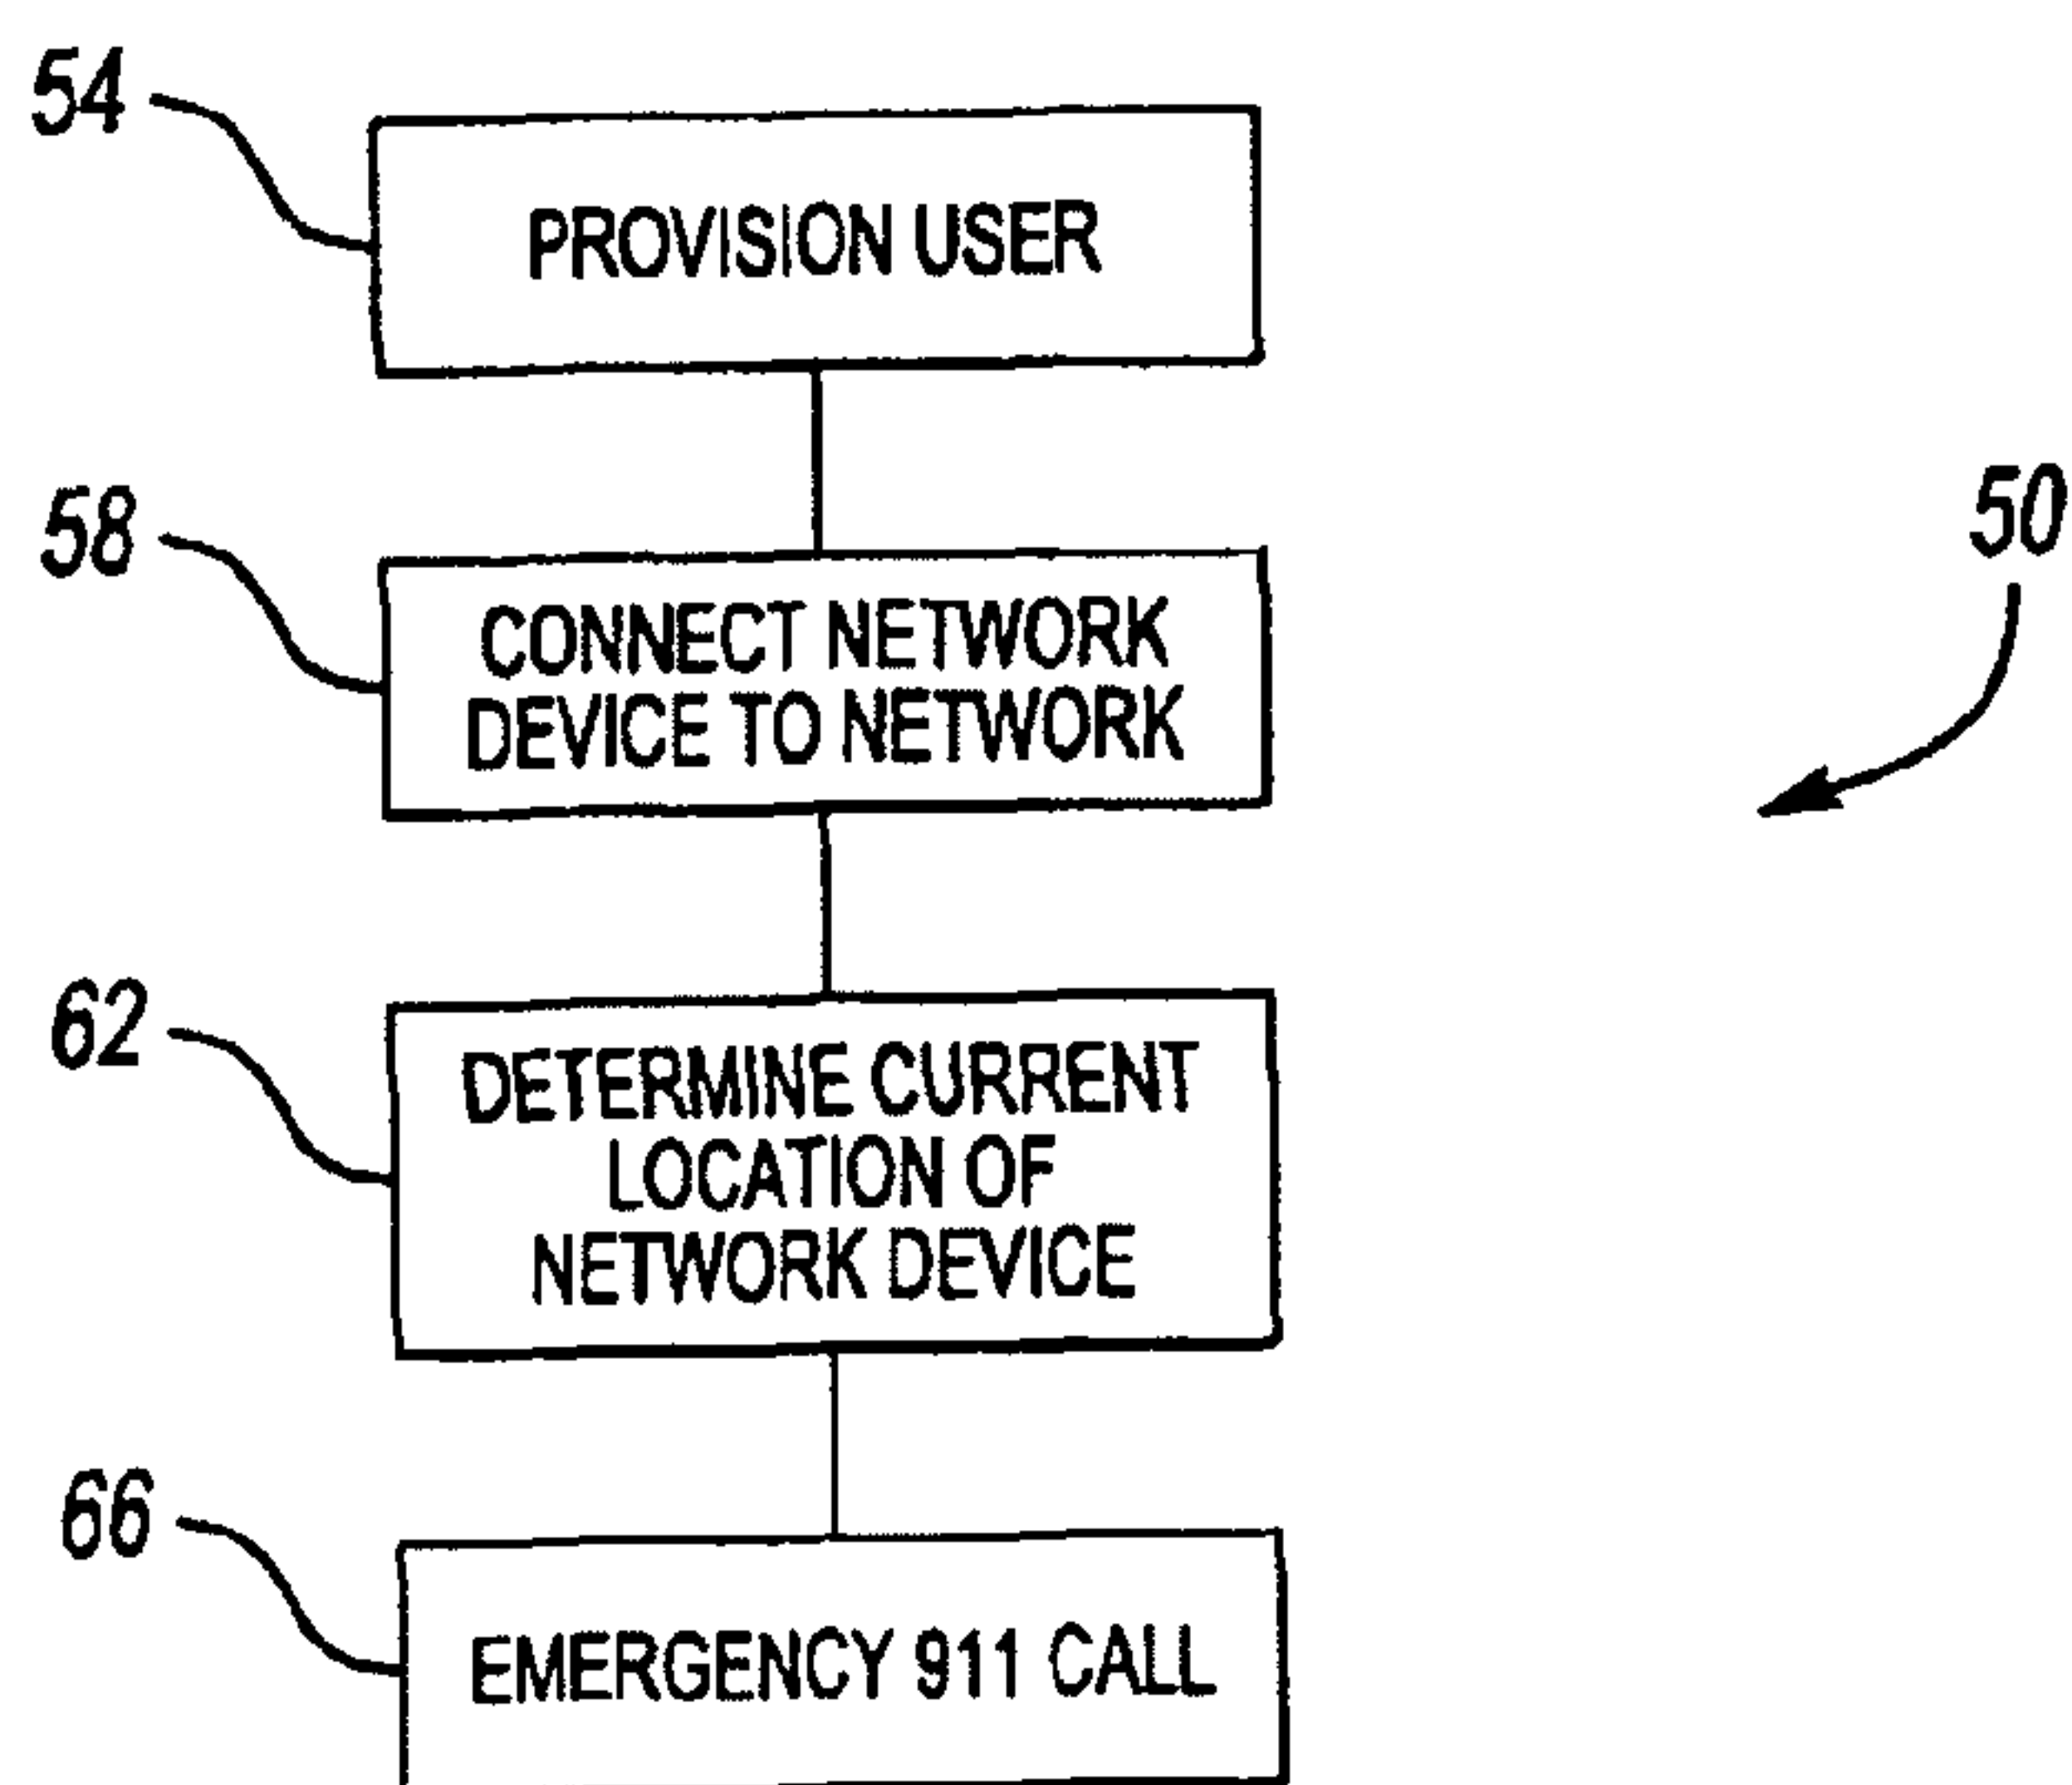 54
PROVISION USER
58
CONNECT NETWORK
DEVICE TO NETWORK
50
62
DETERMINE CURRENT
LOCATION OF
NETWORK DEVICE
66
EMERGENCY 911 CALL